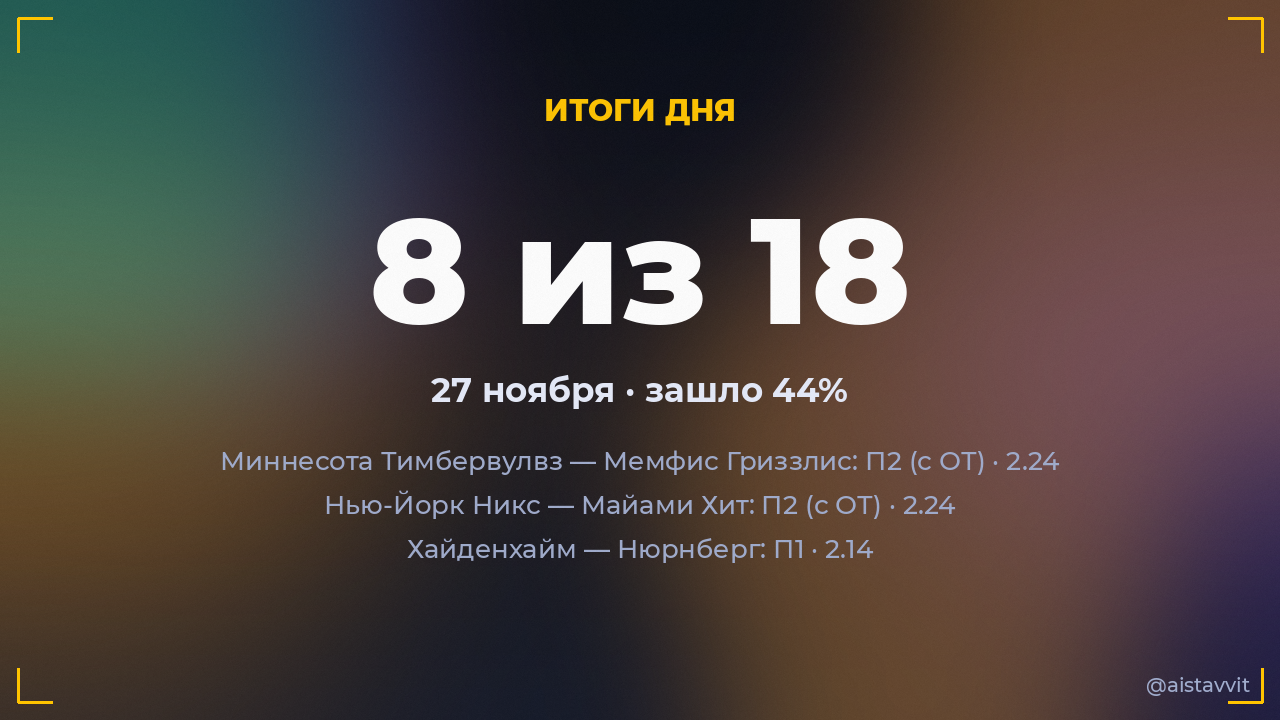 ИТОГИ ДНЯ
8 из 18
27 ноября · зашло 44%
Миннесота Тимбервулвз — Мемфис Гриззлис: П2 (с ОТ) · 2.24
Нью-Йорк Никс — Майами Хит: П2 (с ОТ) · 2.24
Хайденхайм — Нюрнберг: П1 · 2.14
@aistavvit